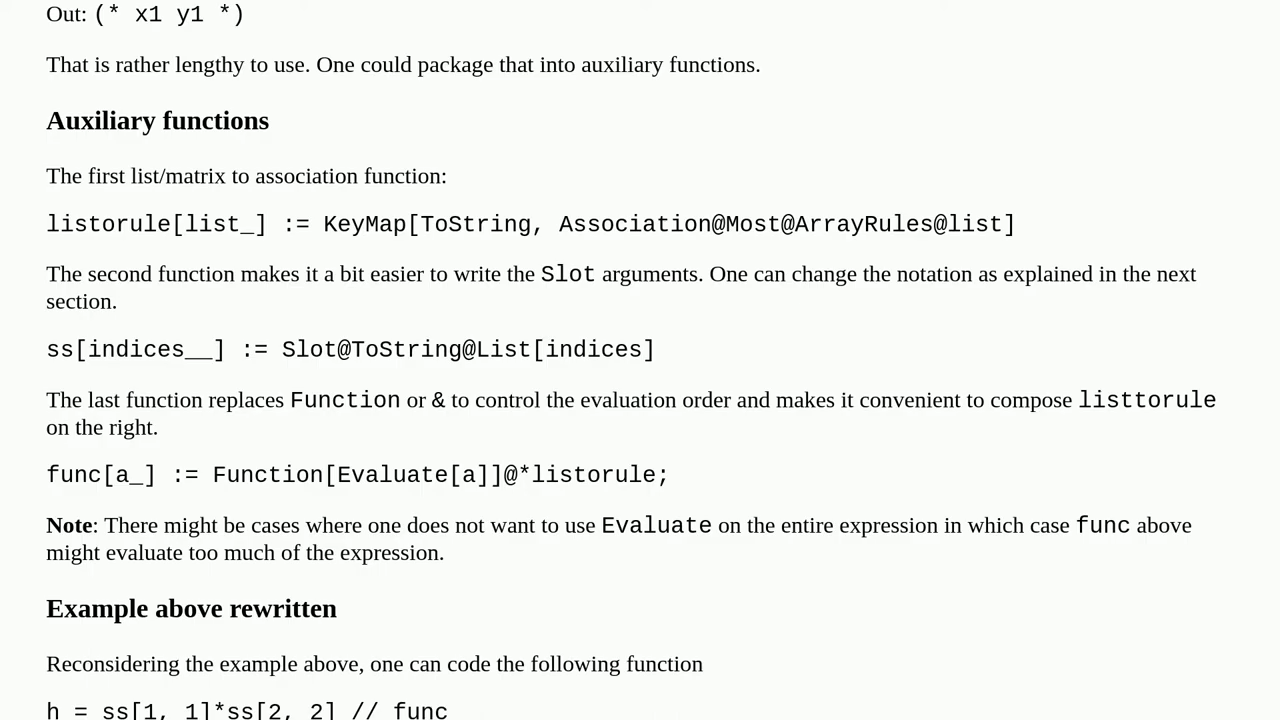 Out: (* x1 y1 *)
That is rather lengthy to use. One could package that into auxiliary functions.
Auxiliary functions
The first list/matrix to association function:
listorule[list_] := KeyMap[ToString, Association@Most@ArrayRules@list]
The second function makes it a bit easier to write the Slot arguments. One can change the notation as explained in the next
section.
ss[indices__] := Slot@ToString@List[indices]
The last function replaces Function or & to control the evaluation order and makes it convenient to compose listtorule
on the right.
func[a_] := Function[Evaluate[a]]@*listorule;
Note: There might be cases where one does not want to use Evaluate on the entire expression in which case func above
might evaluate too much of the expression.
Example above rewritten
Reconsidering the example above, one can code the following function
h = ss[1, 1]*ss[2, 2] // func